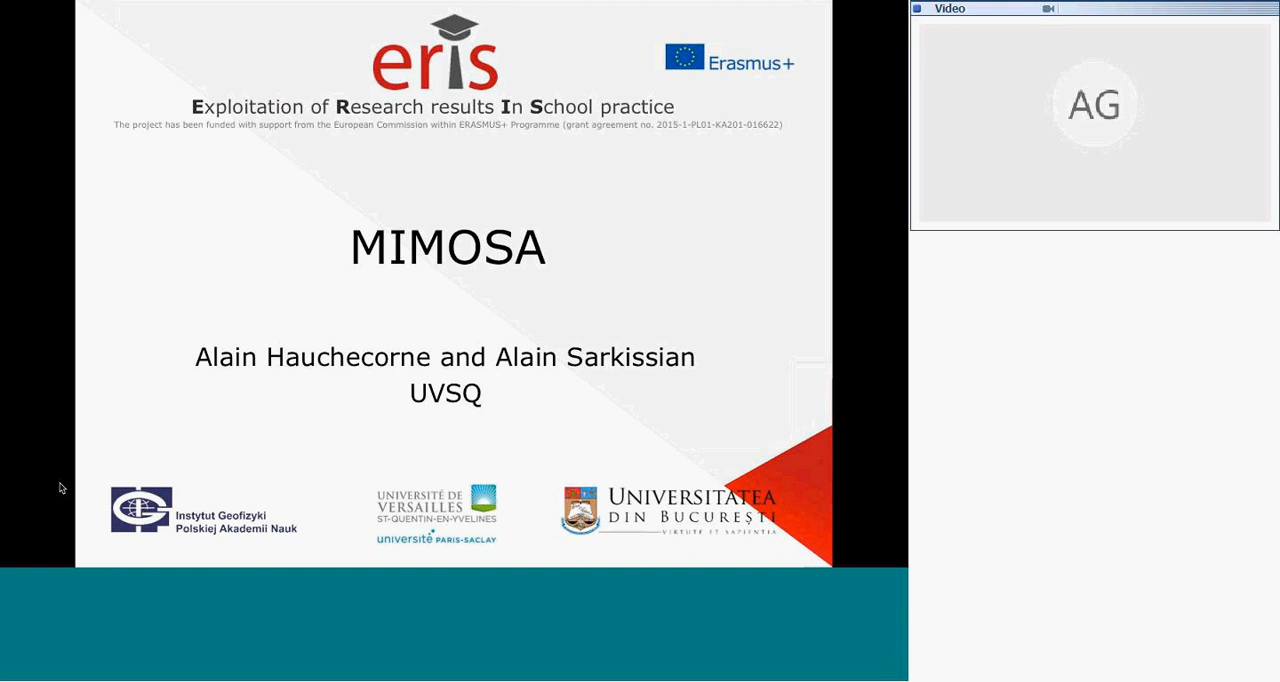 eris
Erasmus+
Exploitation of Research results In School practice
The project has been funded with support from the European Commission within ERASMUS+ Programme (grant agreement no. 2015-1-PL01-KA201-016622)
MIMOSA
Alain Hauchecorne and Alain Sarkissian
UVSQ
Instytut Geofizyki
Polskiej Akademii Nauk
UNIVERSITÉ DE
VERSAILLES
ST-QUENTIN-EN-YVELINES
université PARIS-SACLAY
UNIVERSITATEA
DIN BUCUREȘTI
VIRTUTE ET SAPIENTIA
Video
AG